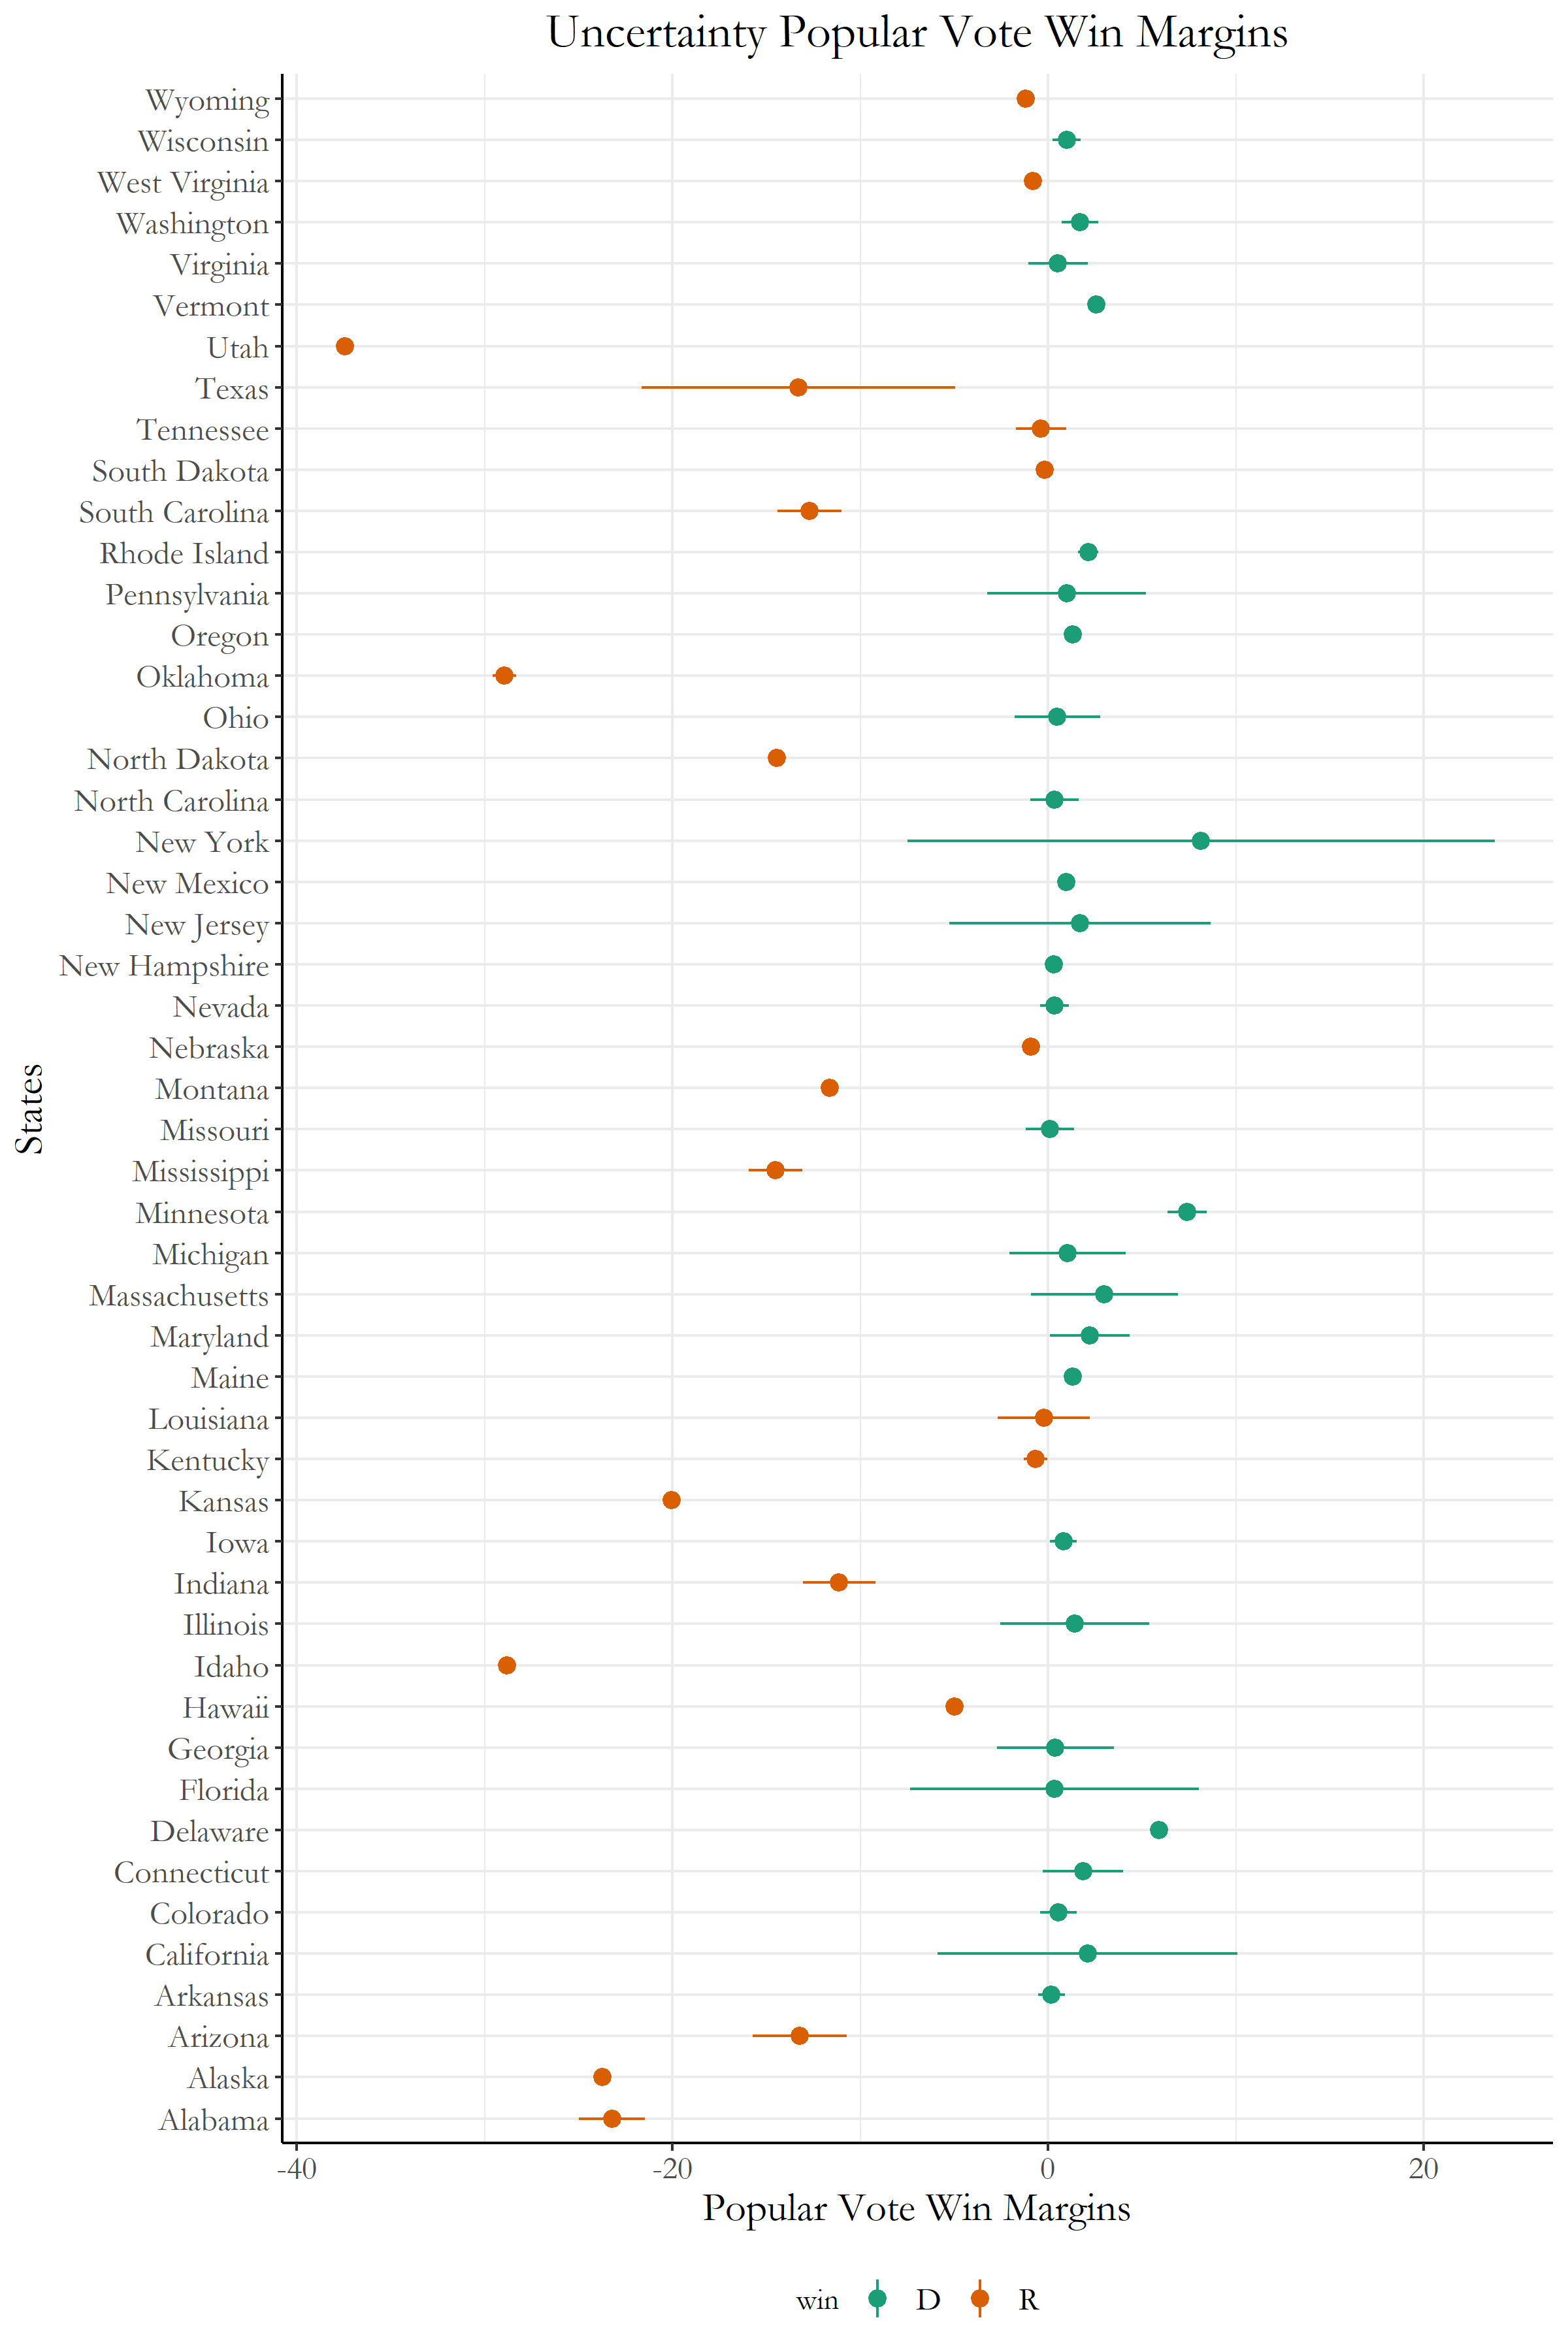 Uncertainty Popular Vote Win Margins
Wyoming
Wisconsin
West Virginia
Washington
Virginia
Vermont
Utah
Texas
Tennessee
South Dakota
South Carolina
Rhode Island
Pennsylvania
Oregon
Oklahoma
Ohio
North Dakota
North Carolina
New York
New Mexico
New Jersey
New Hampshire
Nevada
Nebraska
Montana
Missouri
Mississippi
Minnesota
Michigan
Massachusetts
Maryland
Maine
Louisiana
Kentucky
Kansas
Iowa
Indiana
Illinois
Idaho
Hawaii
Georgia
Florida
Delaware
Connecticut
Colorado
California
Arkansas
Arizona
Alaska
Alabama
States
-40 -20 0 20
Popular Vote Win Margins
win D R